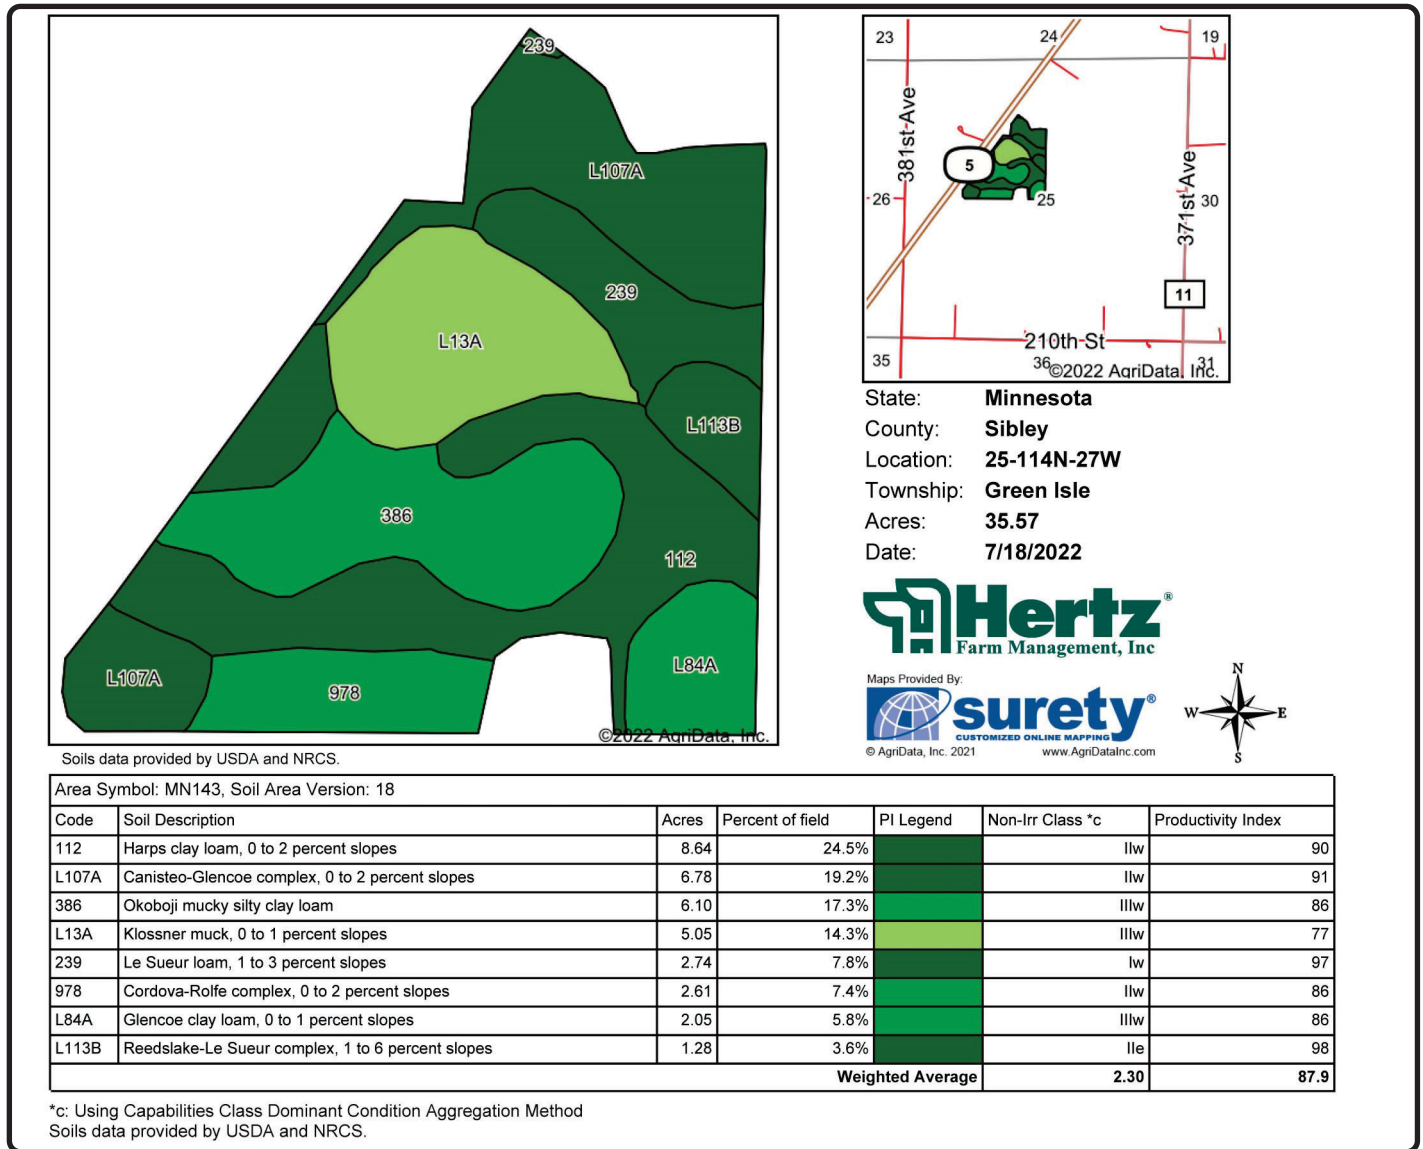 239
L107A
239
L13A
L113B
386
112
L84A
L107A
978
©2022 AgriData, Inc.
Soils data provided by USDA and NRCS.
23
24
19
381st Ave
5
26
25
371st Ave
30
11
210th St
35
36
31
©2022 AgriData, Inc.
State: Minnesota
County: Sibley
Location: 25-114N-27W
Township: Green Isle
Acres: 35.57
Date: 7/18/2022
Hertz®
Farm Management, Inc
Maps Provided By:
surety®
CUSTOMIZED ONLINE MAPPING
© AgriData, Inc. 2021 www.AgriDataInc.com
N
W E
S
Area Symbol: MN143, Soil Area Version: 18
Code Soil Description Acres Percent of field PI Legend Non-Irr Class *c Productivity Index
112 Harps clay loam, 0 to 2 percent slopes 8.64 24.5% IIw 90
L107A Canisteo-Glencoe complex, 0 to 2 percent slopes 6.78 19.2% IIw 91
386 Okoboji mucky silty clay loam 6.10 17.3% IIIw 86
L13A Klossner muck, 0 to 1 percent slopes 5.05 14.3% IIIw 77
239 Le Sueur loam, 1 to 3 percent slopes 2.74 7.8% Iw 97
978 Cordova-Rolfe complex, 0 to 2 percent slopes 2.61 7.4% IIw 86
L84A Glencoe clay loam, 0 to 1 percent slopes 2.05 5.8% IIIw 86
L113B Reedslake-Le Sueur complex, 1 to 6 percent slopes 1.28 3.6% IIe 98
Weighted Average 2.30 87.9
*c: Using Capabilities Class Dominant Condition Aggregation Method
Soils data provided by USDA and NRCS.